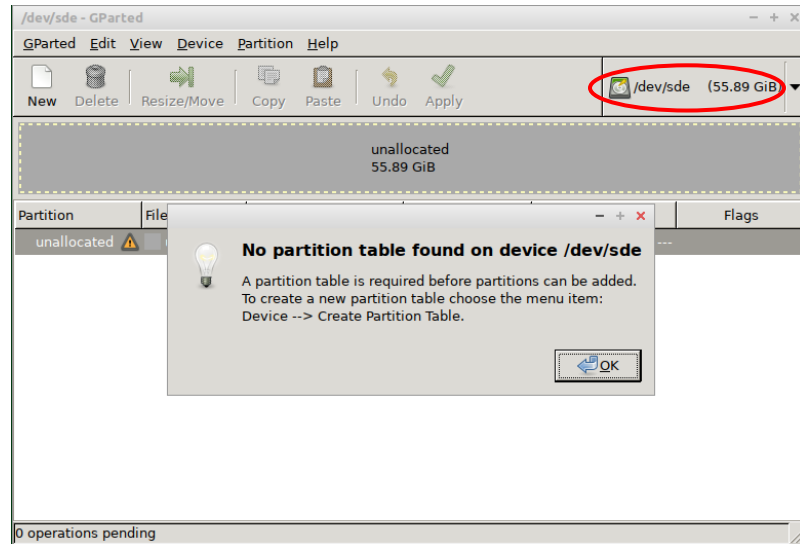 /dev/sde - GParted
GParted Edit View Device Partition Help
New Delete Resize/Move Copy Paste Undo Apply
/dev/sde (55.89 GiB)
unallocated
55.89 GiB
Partition File Flags
unallocated ---
No partition table found on device /dev/sde
A partition table is required before partitions can be added.
To create a new partition table choose the menu item:
Device --> Create Partition Table.
OK
0 operations pending